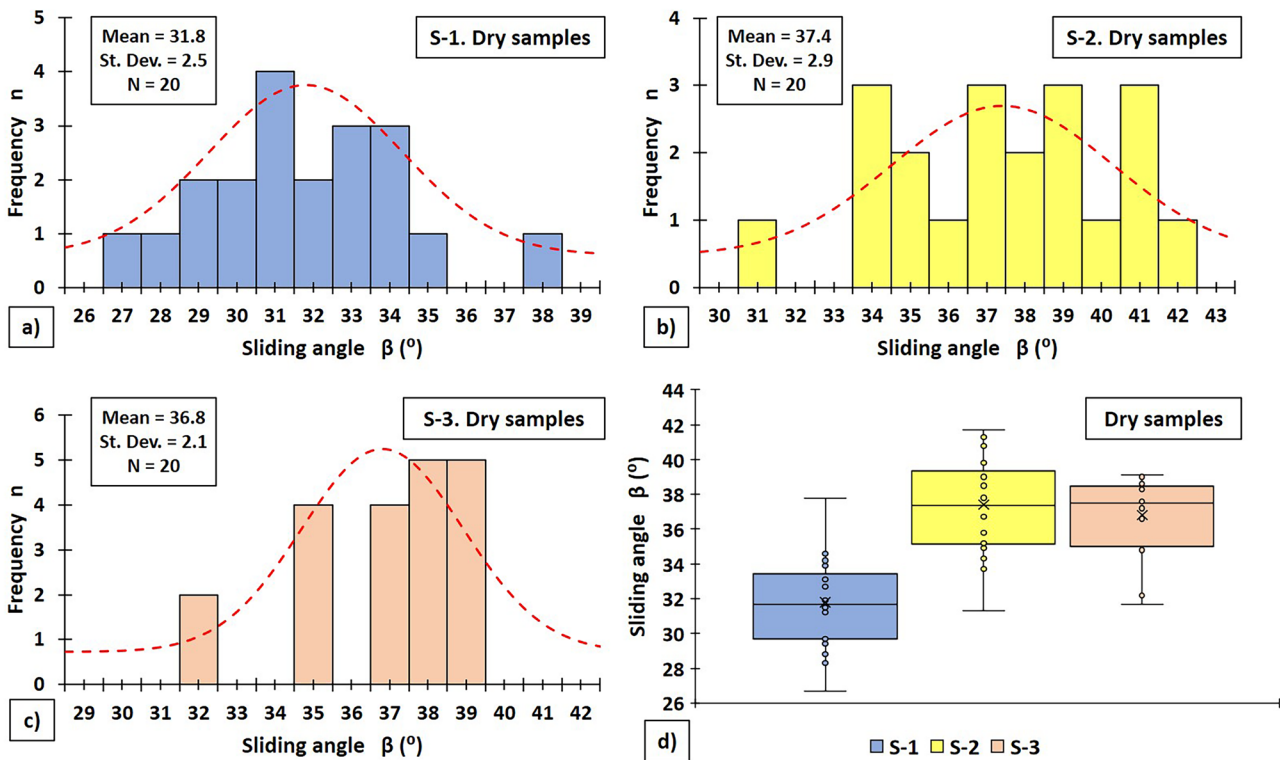 Mean = 31.8
St. Dev. = 2.5
N = 20
S-1. Dry samples
5
4
3
2
1
0
Frequency n
26 27 28 29 30 31 32 33 34 35 36 37 38 39
Sliding angle β (⁰)
a)
Mean = 37.4
St. Dev. = 2.9
N = 20
S-2. Dry samples
4
3
2
1
0
Frequency n
30 31 32 33 34 35 36 37 38 39 40 41 42 43
Sliding angle β (⁰)
b)
Mean = 36.8
St. Dev. = 2.1
N = 20
S-3. Dry samples
6
5
4
3
2
1
0
Frequency n
29 30 31 32 33 34 35 36 37 38 39 40 41 42
Sliding angle β (⁰)
c)
Dry samples
44
42
40
38
36
34
32
30
28
26
Sliding angle β (⁰)
d)
S-1 S-2 S-3